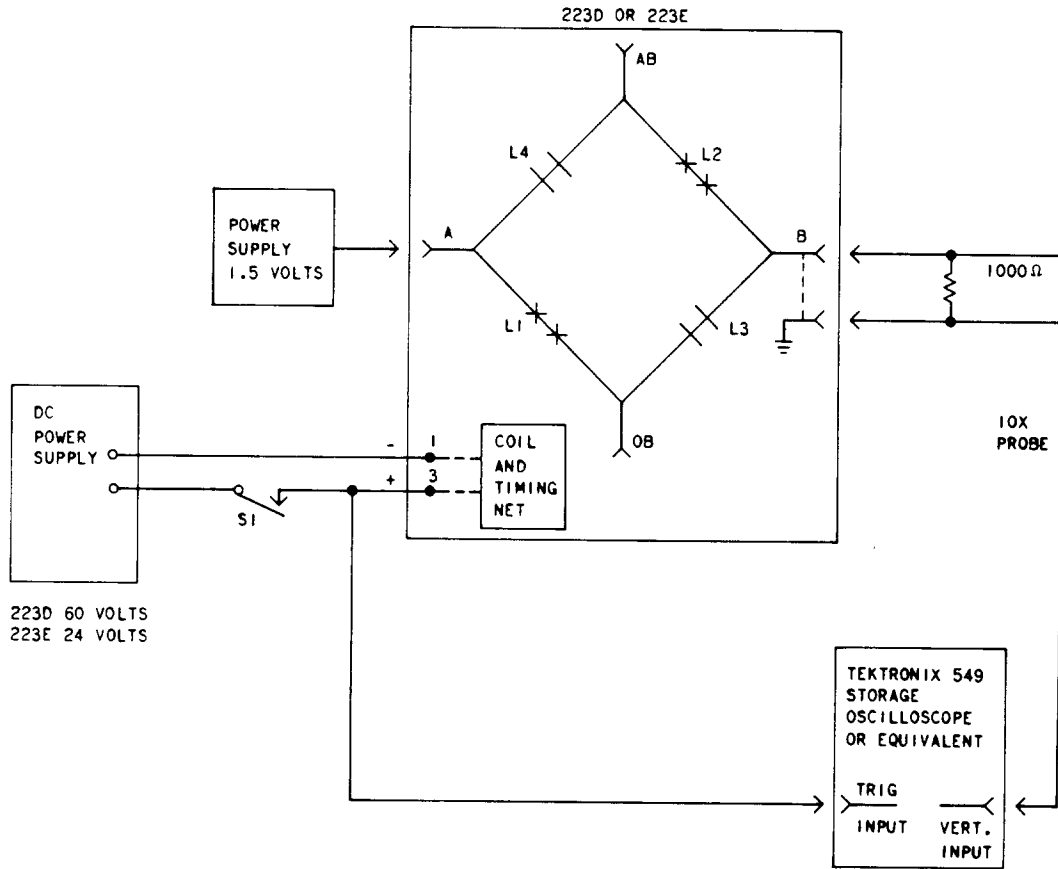 223D OR 223E
AB
L4
L2
POWER
SUPPLY
1.5 VOLTS
A
B
1000Ω
L1
L3
10X
PROBE
OB
DC
POWER
SUPPLY
-
1
+
3
COIL
AND
TIMING
NET
S1
223D 60 VOLTS
223E 24 VOLTS
TEKTRONIX 549
STORAGE
OSCILLOSCOPE
OR EQUIVALENT
TRIG
INPUT
VERT.
INPUT